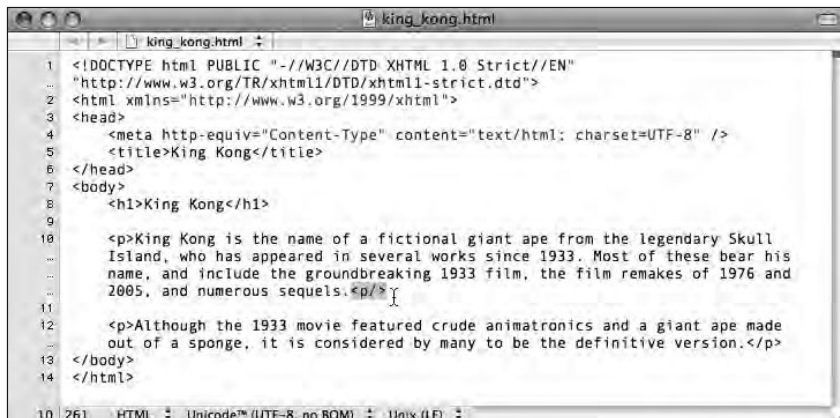 king_kong.html
king_kong.html
1 <!DOCTYPE html PUBLIC "-//W3C//DTD XHTML 1.0 Strict//EN"
… "http://www.w3.org/TR/xhtml1/DTD/xhtml1-strict.dtd">
2 <html xmlns="http://www.w3.org/1999/xhtml">
3 <head>
4 <meta http-equiv="Content-Type" content="text/html; charset=UTF-8" />
5 <title>King Kong</title>
6 </head>
7 <body>
8 <h1>King Kong</h1>
9
10 <p>King Kong is the name of a fictional giant ape from the legendary Skull
… Island, who has appeared in several works since 1933. Most of these bear his
… name, and include the groundbreaking 1933 film, the film remakes of 1976 and
… 2005, and numerous sequels.<p/>
11
12 <p>Although the 1933 movie featured crude animatronics and a giant ape made
… out of a sponge, it is considered by many to be the definitive version.</p>
13 </body>
14 </html>
10 261 HTML Unicode™ (UTF-8, no BOM) Unix (LF)